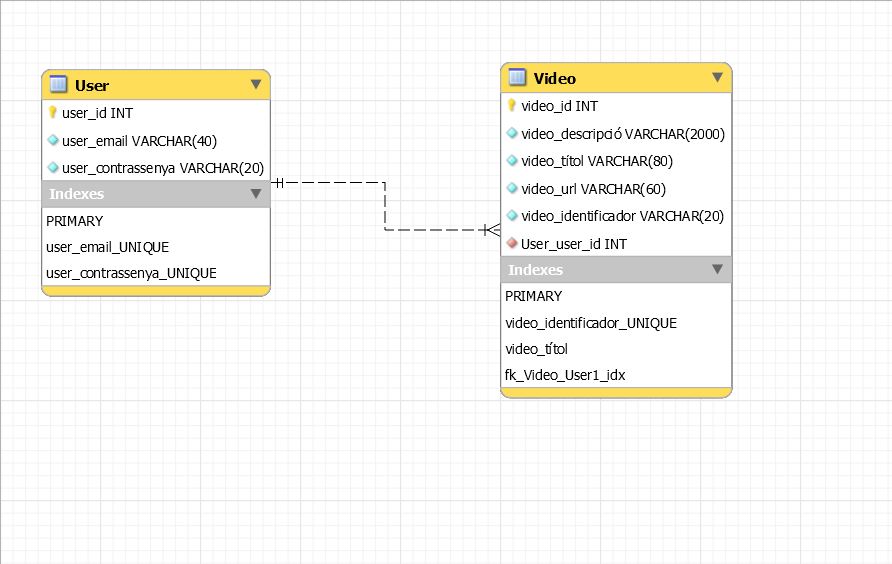 User
user_id INT
user_email VARCHAR(40)
user_contrassenya VARCHAR(20)
Indexes
PRIMARY
user_email_UNIQUE
user_contrassenya_UNIQUE
Video
video_id INT
video_descripció VARCHAR(2000)
video_títol VARCHAR(80)
video_url VARCHAR(60)
video_identificador VARCHAR(20)
User_user_id INT
Indexes
PRIMARY
video_identificador_UNIQUE
video_títol
fk_Video_User1_idx